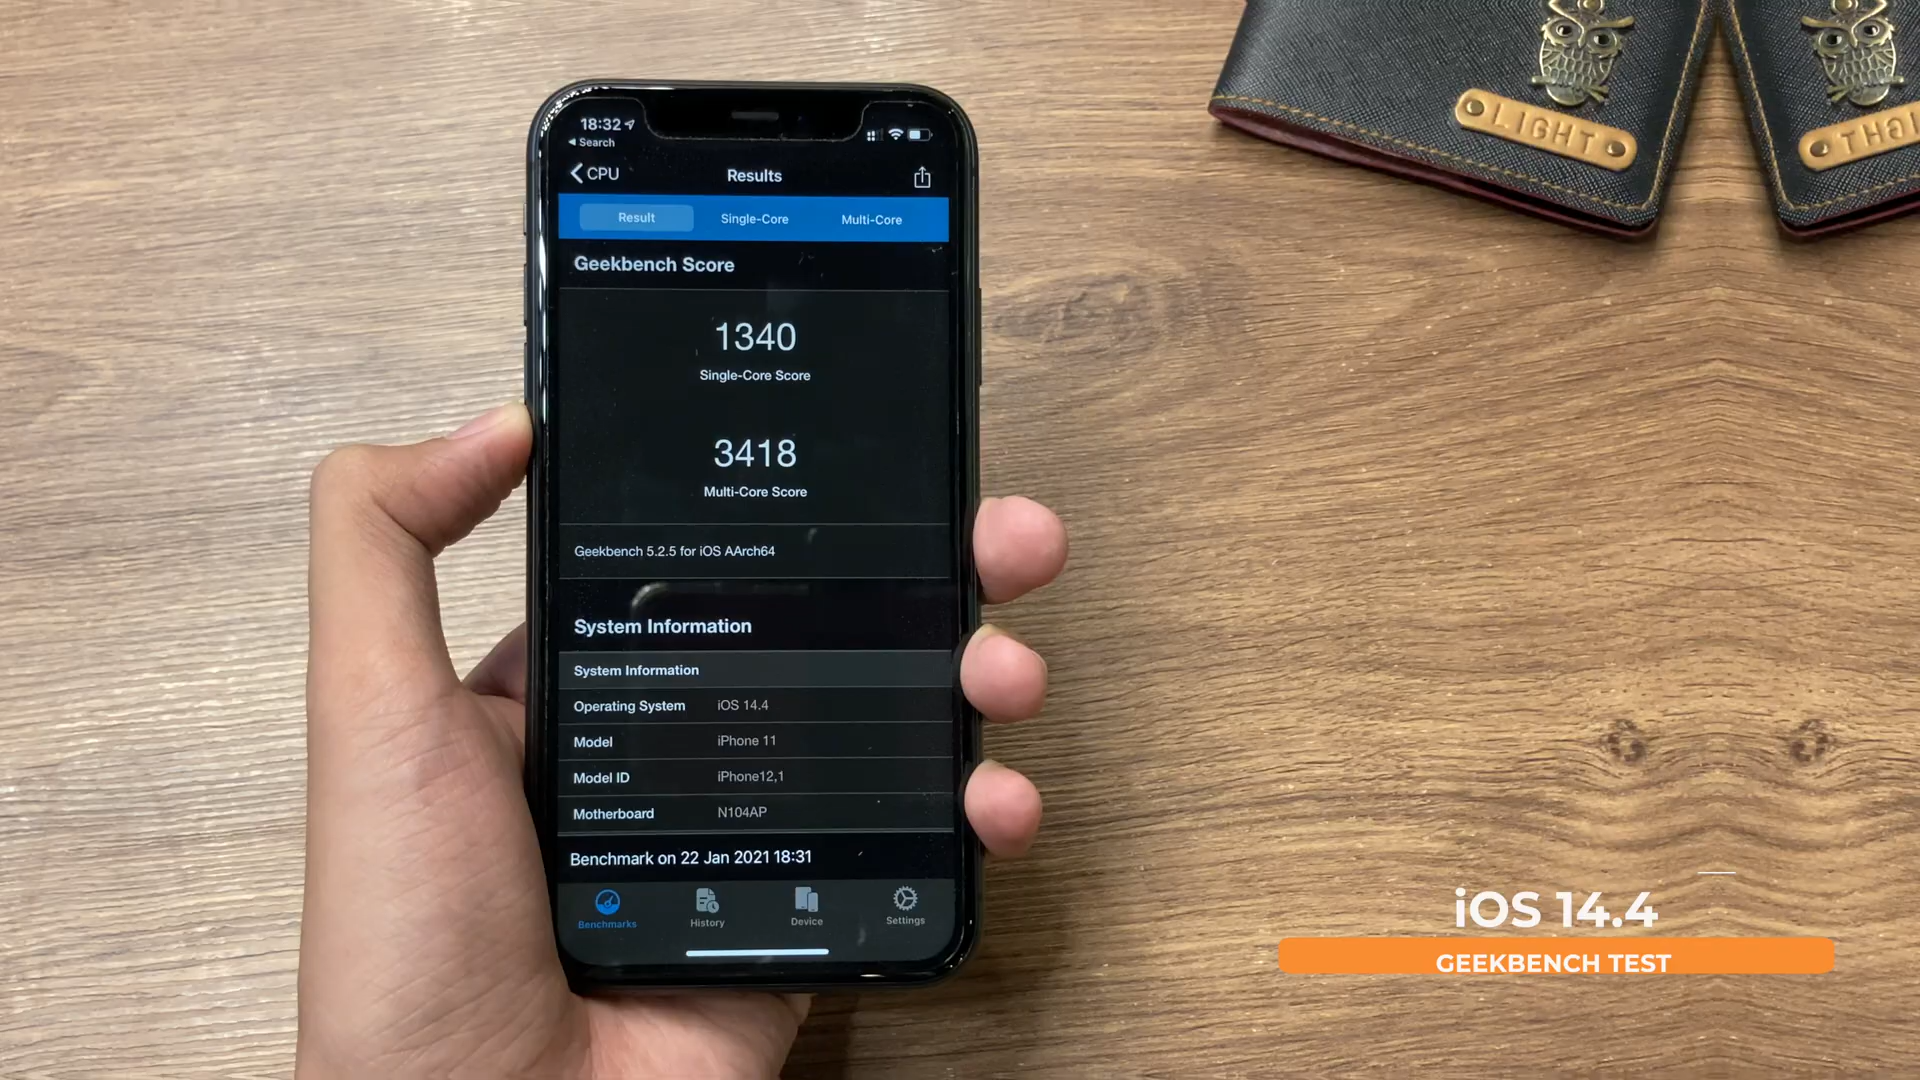 18:32
Search
CPU
Results
Result
Single-Core
Multi-Core
Geekbench Score
1340
Single-Core Score
3418
Multi-Core Score
Geekbench 5.2.5 for iOS AArch64
System Information
System Information
Operating System iOS 14.4
Model iPhone 11
Model ID iPhone12,1
Motherboard N104AP
Benchmark on 22 Jan 2021 18:31
Benchmarks
History
Device
Settings
LIGHT
iOS 14.4
GEEKBENCH TEST